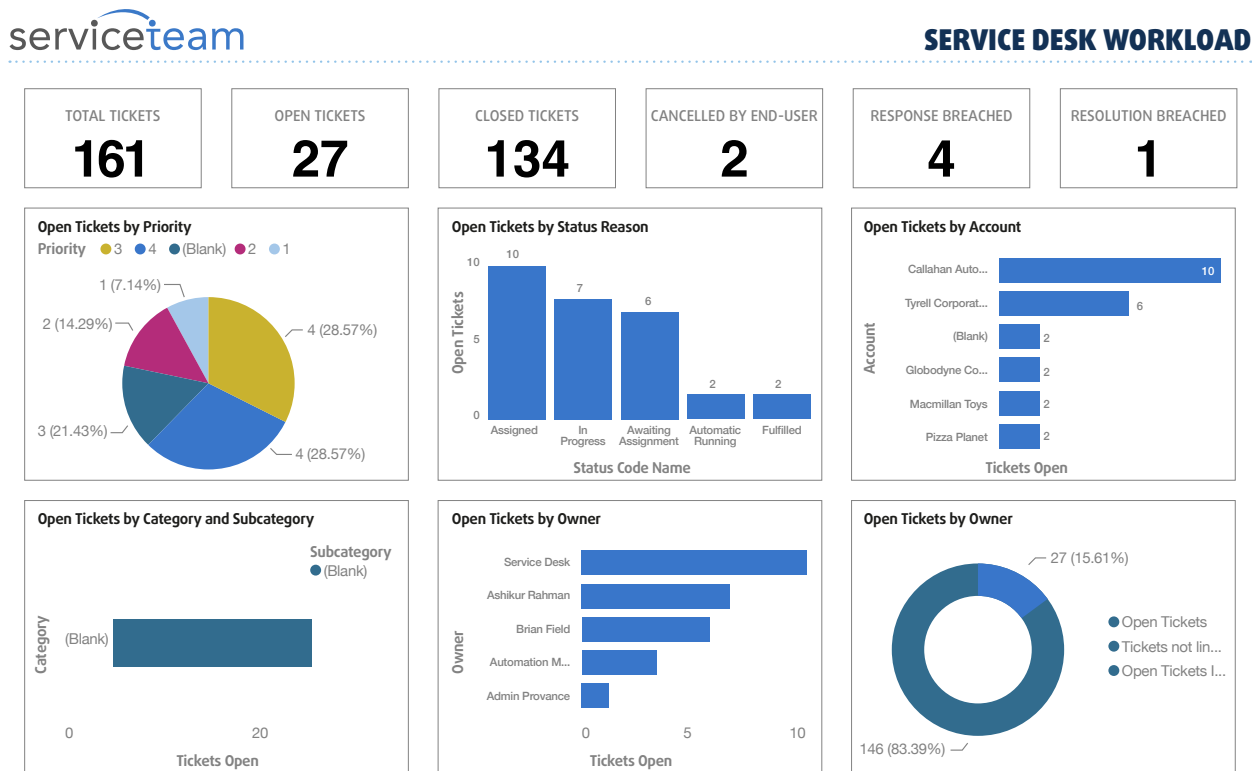 serviceteam
SERVICE DESK WORKLOAD
TOTAL TICKETS
161
OPEN TICKETS
27
CLOSED TICKETS
134
CANCELLED BY END-USER
2
RESPONSE BREACHED
4
RESOLUTION BREACHED
1
Open Tickets by Priority
Priority 3 4 (Blank) 2 1
1 (7.14%)
2 (14.29%)
4 (28.57%)
3 (21.43%)
4 (28.57%)
Open Tickets by Status Reason
Open Tickets
10
5
0
10
7
6
2
2
Assigned
In
Progress
Awaiting
Assignment
Automatic
Running
Fulfilled
Status Code Name
Open Tickets by Account
Account
Callahan Auto... 10
Tyrell Corporat... 6
(Blank) 2
Globodyne Co... 2
Macmillan Toys 2
Pizza Planet 2
Tickets Open
Open Tickets by Category and Subcategory
Subcategory
(Blank)
Category
(Blank)
0 20
Tickets Open
Open Tickets by Owner
Owner
Service Desk
Ashikur Rahman
Brian Field
Automation M...
Admin Provance
0 5 10
Tickets Open
Open Tickets by Owner
27 (15.61%)
Open Tickets
Tickets not lin...
Open Tickets I...
146 (83.39%)